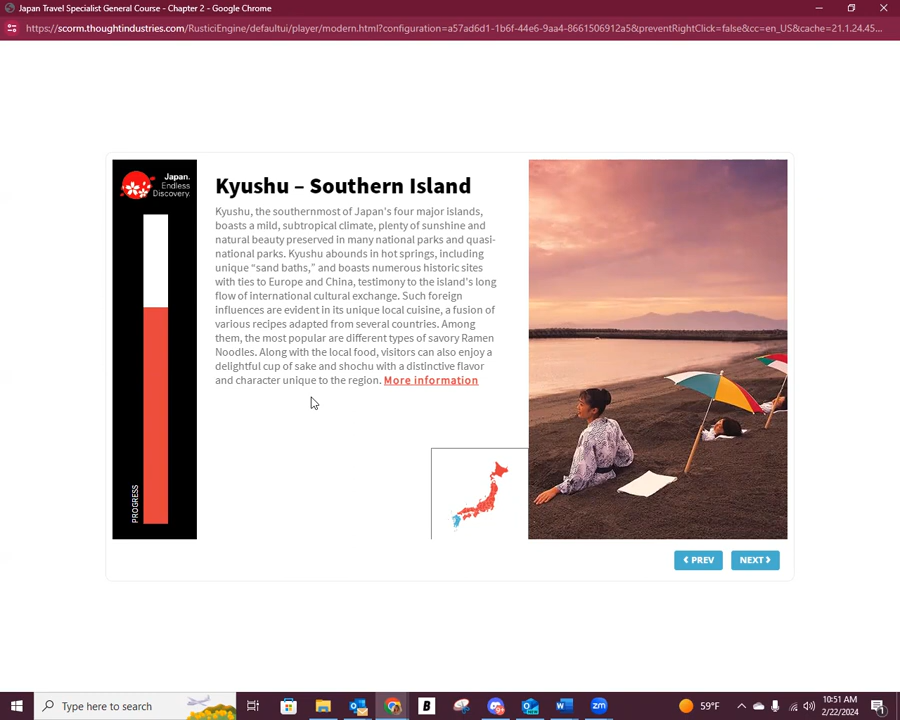 Japan Travel Specialist General Course - Chapter 2 - Google Chrome
https://scorm.thoughtindustries.com/RusticiEngine/defaultui/player/modern.html?configuration=a57ad6d1-1b6f-44e6-9aa4-8661506912a5&preventRightClick=false&cc=en_US&cache=21.1.24.45...
Japan.
Endless
Discovery.
PROGRESS
Kyushu – Southern Island
Kyushu, the southernmost of Japan's four major islands,
boasts a mild, subtropical climate, plenty of sunshine and
natural beauty preserved in many national parks and quasi-
national parks. Kyushu abounds in hot springs, including
unique “sand baths,” and boasts numerous historic sites
with ties to Europe and China, testimony to the island's long
flow of international cultural exchange. Such foreign
influences are evident in its unique local cuisine, a fusion of
various recipes adapted from several countries. Among
them, the most popular are different types of savory Ramen
Noodles. Along with the local food, visitors can also enjoy a
delightful cup of sake and shochu with a distinctive flavor
and character unique to the region. More information
PREV
NEXT
Type here to search
B
W
zm
59°F
10:51 AM
2/22/2024
1